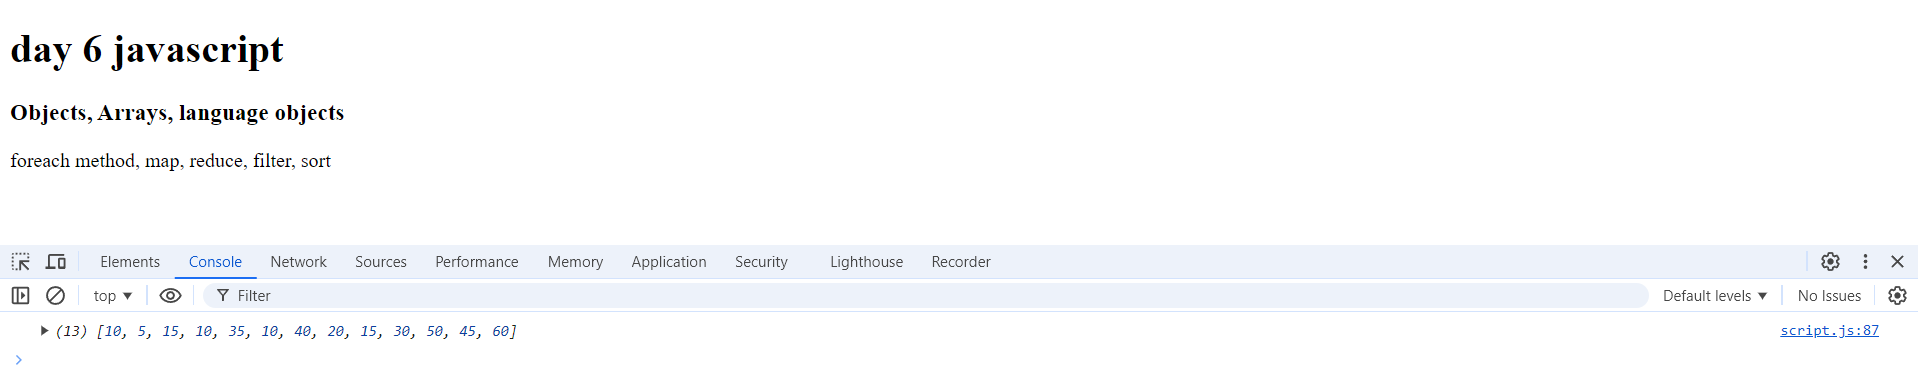 day 6 javascript
Objects, Arrays, language objects
foreach method, map, reduce, filter, sort
Elements Console Network Sources Performance Memory Application Security Lighthouse Recorder
top Filter Default levels No Issues
(13) [10, 5, 15, 10, 35, 10, 40, 20, 15, 30, 50, 45, 60] script.js:87